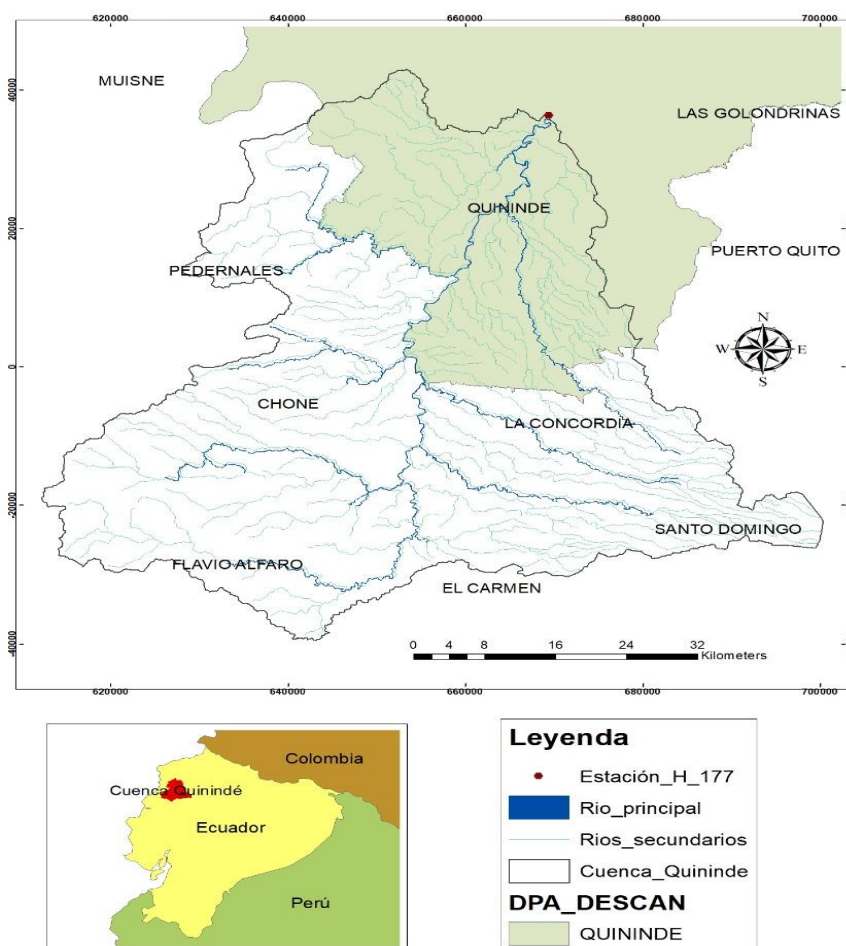 620000 640000 660000 680000 700000
MUISNE
40000
LAS GOLONDRINAS
QUININDE
20000
PUERTO QUITO
PEDERNALES
N
W E
S
0
CHONE
LA CONCORDIA
-20000
SANTO DOMINGO
FLAVIO ALFARO
EL CARMEN
-40000
0 4 8 16 24 32
Kilometers
620000 640000 660000 680000 700000
Colombia
Cuenca Quinindé
Ecuador
Perú
Leyenda
Estación_H_177
Rio_principal
Rios_secundarios
Cuenca_Quininde
DPA_DESCAN
QUININDE